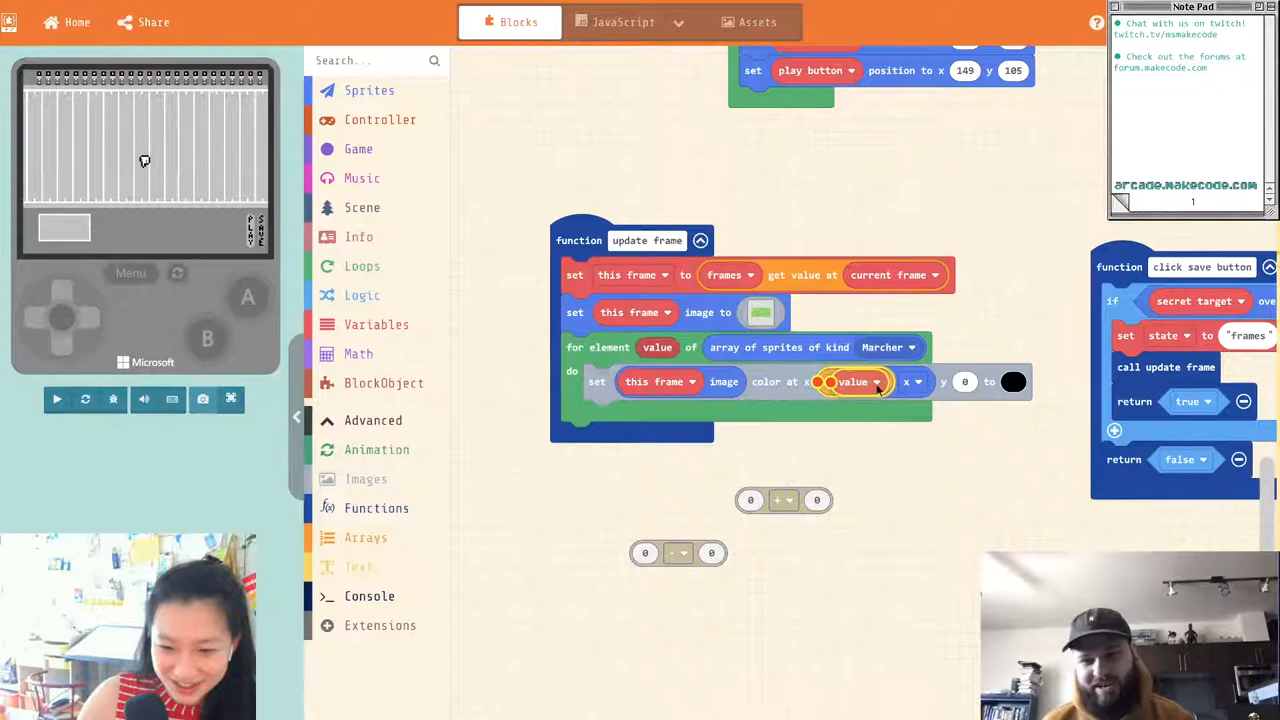 Home
Share
Blocks
JavaScript
Assets
?
Note Pad
Chat with us on twitch!
twitch.tv/msmakecode
Check out the forums at
forum.makecode.com
arcade.makecode.com
1
PLAY
SAVE
Menu
A
B
Microsoft
Search...
Sprites
Controller
Game
Music
Scene
Info
Loops
Logic
Variables
Math
BlockObject
Advanced
Animation
Images
Functions
Arrays
Text
Console
Extensions
set play button position to x 149 y 105
function update frame
set this frame to frames get value at current frame
set this frame image to
for element value of array of sprites of kind Marcher
do set this frame image color at x value x y 0 to
0 + 0
0 - 0
function click save button
if secret target ove
set state to "frames"
call update frame
return true
return false